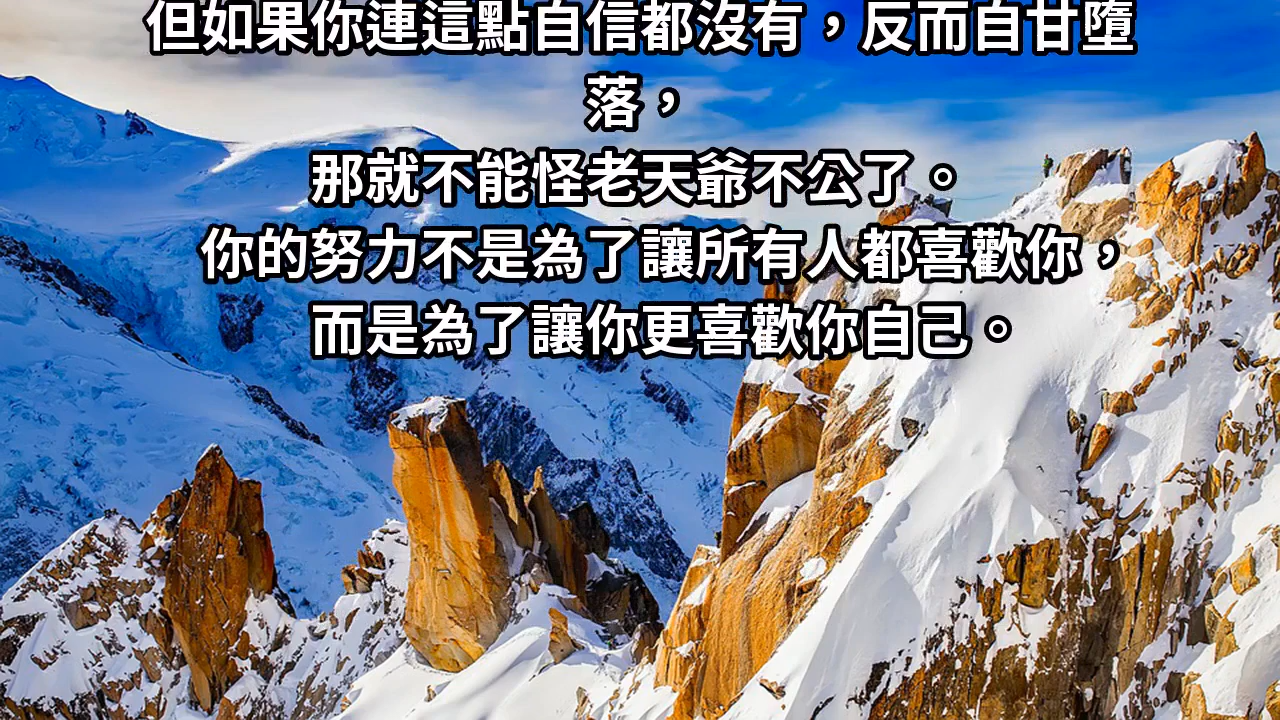 但如果你連這點自信都沒有，反而自甘墮
落，
那就不能怪老天爺不公了。
你的努力不是為了讓所有人都喜歡你，
而是為了讓你更喜歡你自己。